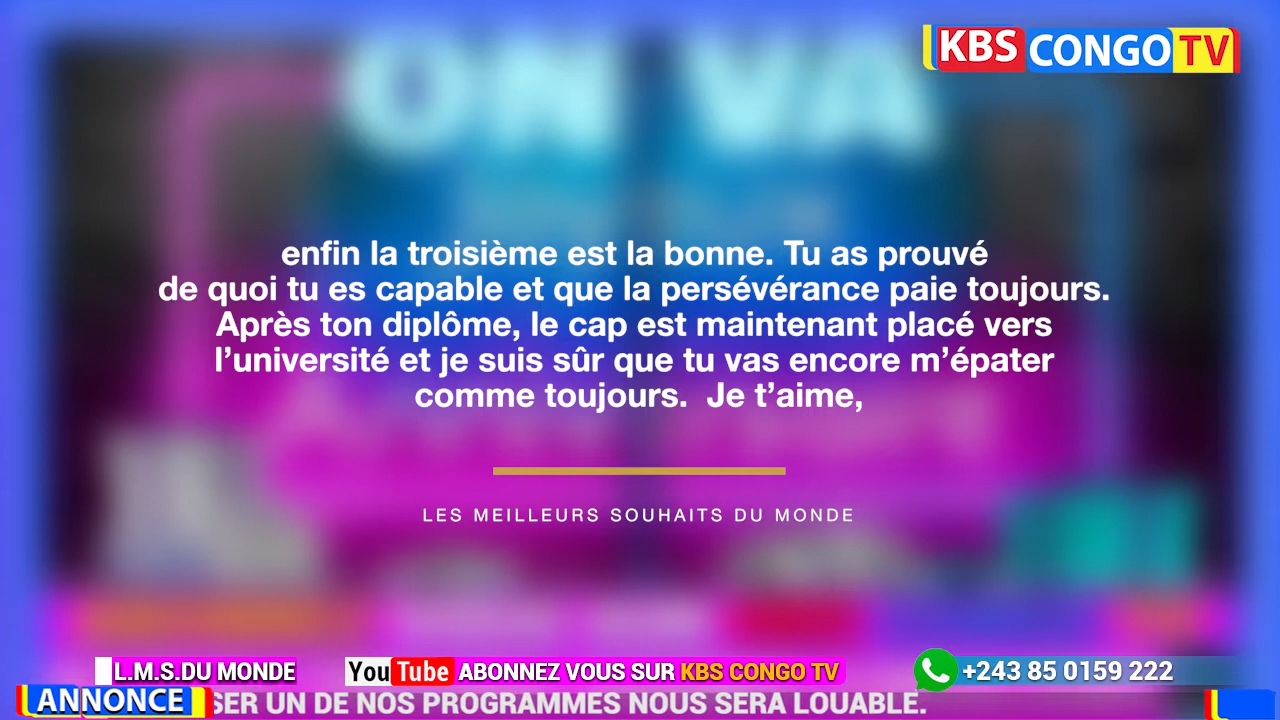 KBS CONGO TV
ON VA
enfin la troisième est la bonne. Tu as prouvé
de quoi tu es capable et que la persévérance paie toujours.
Après ton diplôme, le cap est maintenant placé vers
l’université et je suis sûr que tu vas encore m’épater
comme toujours.  Je t’aime,
LES MEILLEURS SOUHAITS DU MONDE
L.M.S.DU MONDE
YouTube ABONNEZ VOUS SUR KBS CONGO TV
+243 85 0159 222
ANNONCE
SER UN DE NOS PROGRAMMES NOUS SERA LOUABLE.